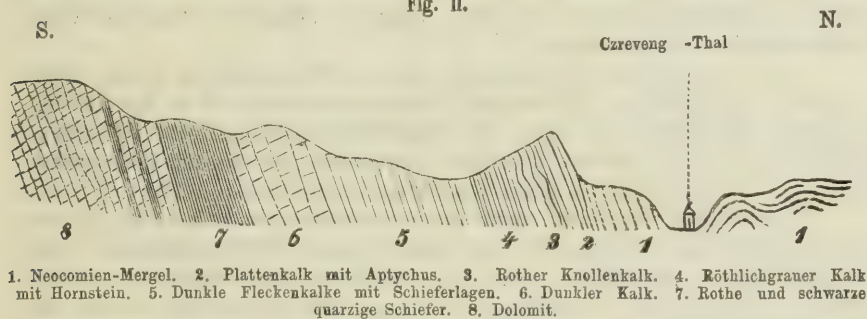 Fig. II.
S.
N.
Czreveng -Thal
8 7 6 5 4 3 2 1 1
1. Neocomien-Mergel. 2. Plattenkalk mit Aptychus. 3. Rother Knollenkalk. 4. Röthlichgrauer Kalk
mit Hornstein. 5. Dunkle Fleckenkalke mit Schieferlagen. 6. Dunkler Kalk. 7. Rothe und schwarze
quarzige Schiefer. 8. Dolomit.